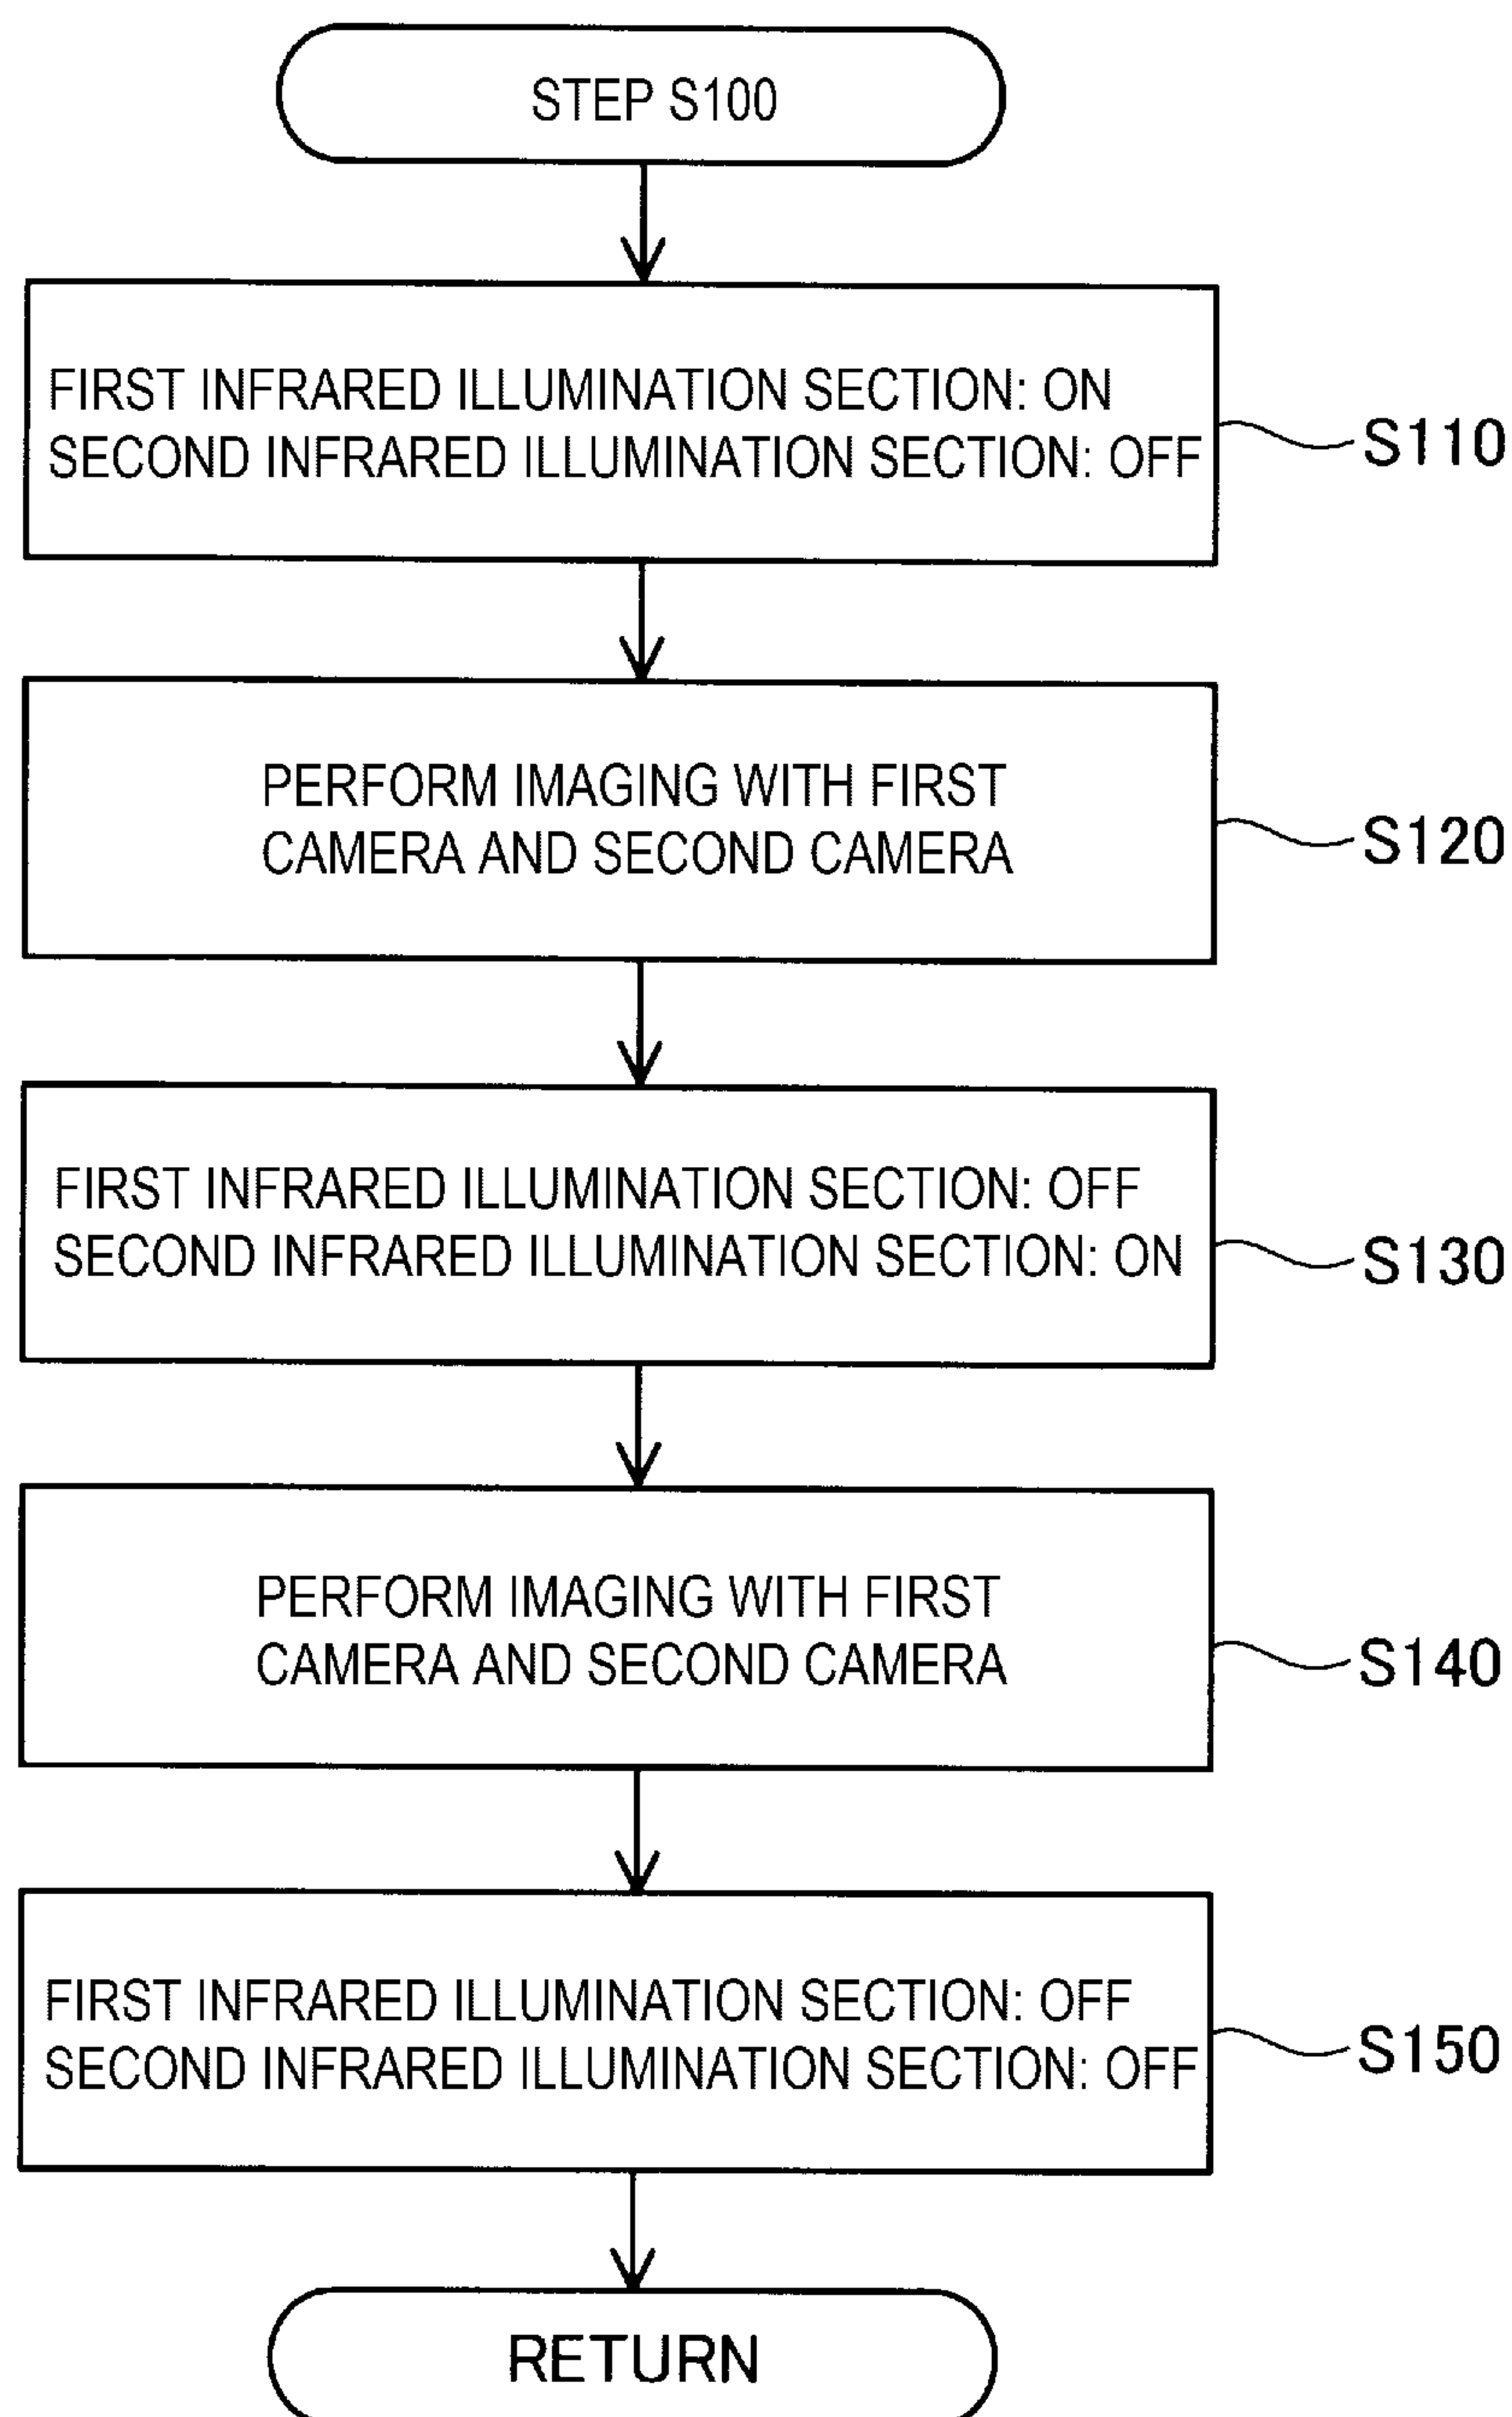 STEP S100
FIRST INFRARED ILLUMINATION SECTION: ON
SECOND INFRARED ILLUMINATION SECTION: OFF
S110
PERFORM IMAGING WITH FIRST
CAMERA AND SECOND CAMERA
S120
FIRST INFRARED ILLUMINATION SECTION: OFF
SECOND INFRARED ILLUMINATION SECTION: ON
S130
PERFORM IMAGING WITH FIRST
CAMERA AND SECOND CAMERA
S140
FIRST INFRARED ILLUMINATION SECTION: OFF
SECOND INFRARED ILLUMINATION SECTION: OFF
S150
RETURN